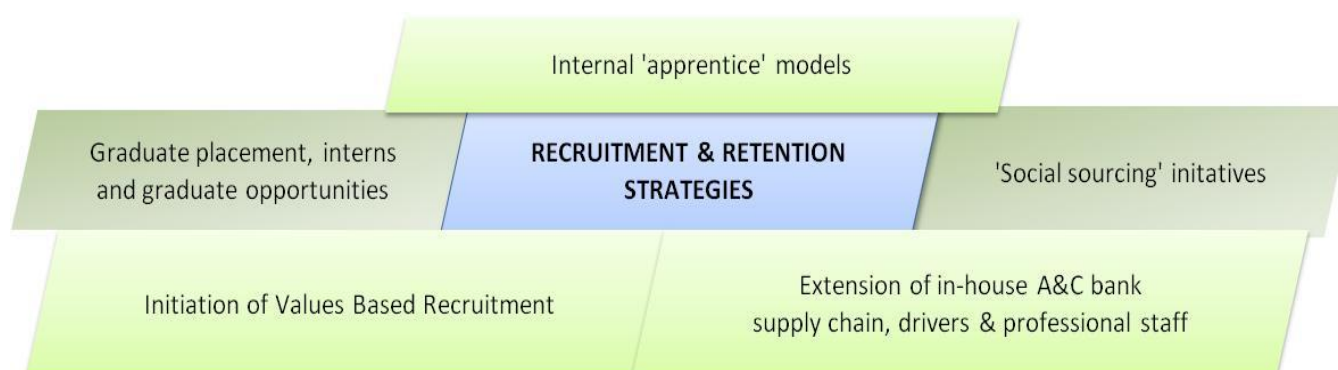 Internal 'apprentice' models
Graduate placement, interns
and graduate opportunities
RECRUITMENT & RETENTION
STRATEGIES
'Social sourcing' initatives
Initiation of Values Based Recruitment
Extension of in-house A&C bank
supply chain, drivers & professional staff